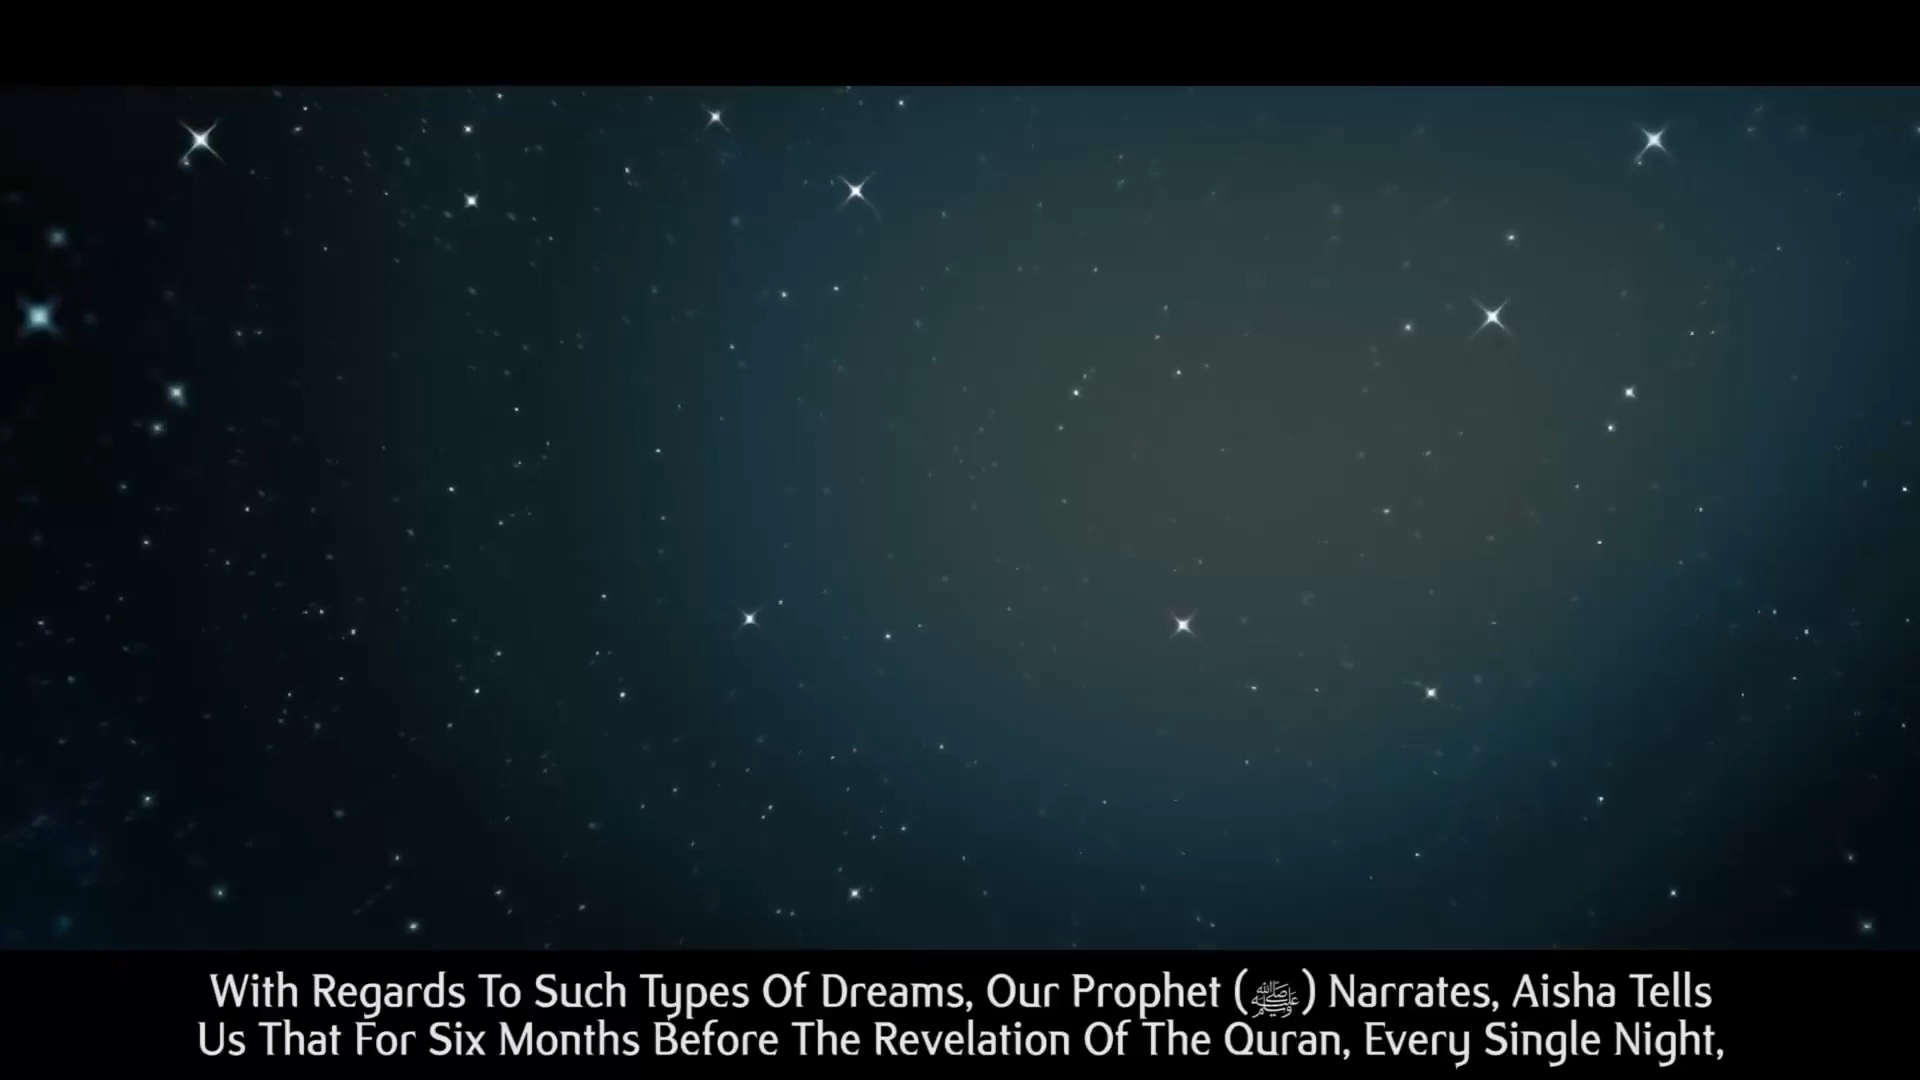 With Regards To Such Types Of Dreams, Our Prophet (ﷺ) Narrates, Aisha Tells
Us That For Six Months Before The Revelation Of The Quran, Every Single Night,